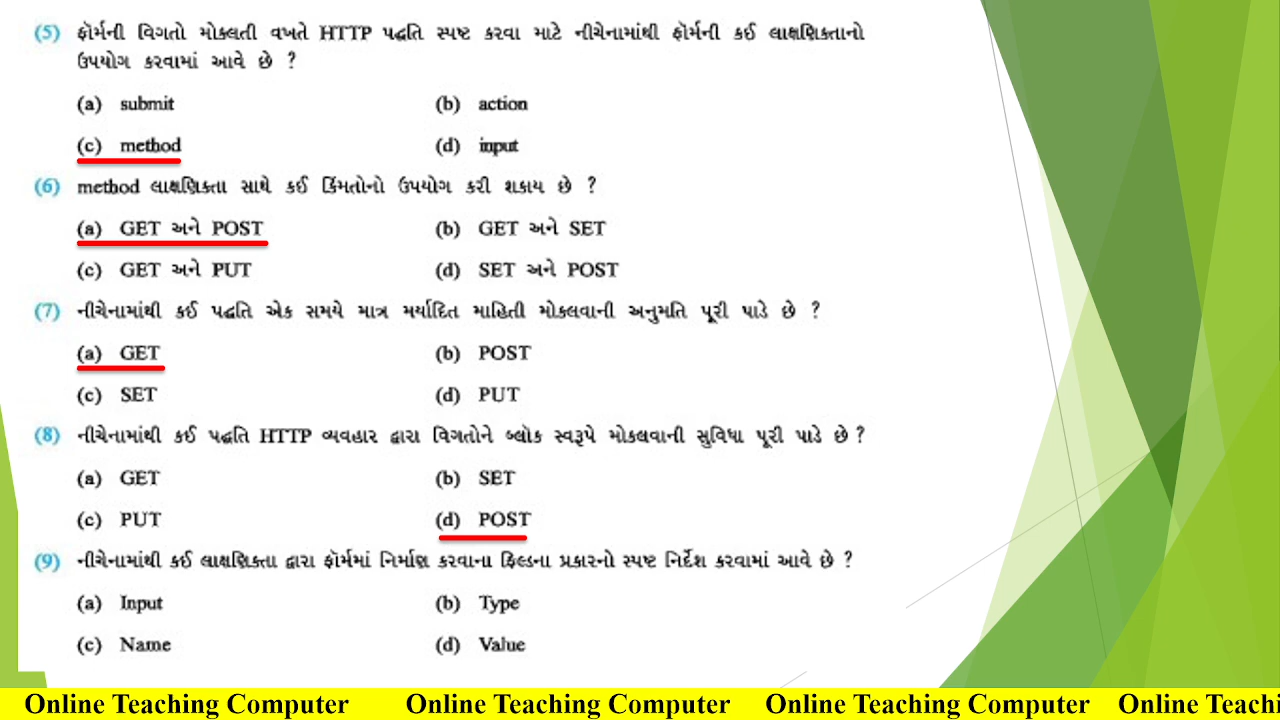 (5) ફૉર્મની વિગતો મોકલતી વખતે HTTP પદ્ધતિ સ્પષ્ટ કરવા માટે નીચેનામાંથી ફૉર્મની કઈ લાક્ષણિક્તાનો
ઉપયોગ કરવામાં આવે છે ?
(a) submit (b) action
(c) method (d) input
(6) method લાક્ષણિક્તા સાથે કઈ કિંમતોનો ઉપયોગ કરી શકાય છે ?
(a) GET અને POST (b) GET અને SET
(c) GET અને PUT (d) SET અને POST
(7) નીચેનામાંથી કઈ પદ્ધતિ એક સમયે માત્ર મર્યાદિત માહિતી મોકલવાની અનુમતિ પૂરી પાડે છે ?
(a) GET (b) POST
(c) SET (d) PUT
(8) નીચેનામાંથી કઈ પદ્ધતિ HTTP વ્યવહાર દ્વારા વિગતોને બ્લૉક સ્વરૂપે મોકલવાની સુવિધા પૂરી પાડે છે ?
(a) GET (b) SET
(c) PUT (d) POST
(9) નીચેનામાંથી કઈ લાક્ષણિક્તા દ્વારા ફૉર્મમાં નિર્માણ કરવાના ફિલ્ડના પ્રકારનો સ્પષ્ટ નિર્દેશ કરવામાં આવે છે ?
(a) Input (b) Type
(c) Name (d) Value
Online Teaching Computer Online Teaching Computer Online Teaching Computer Online Teachi